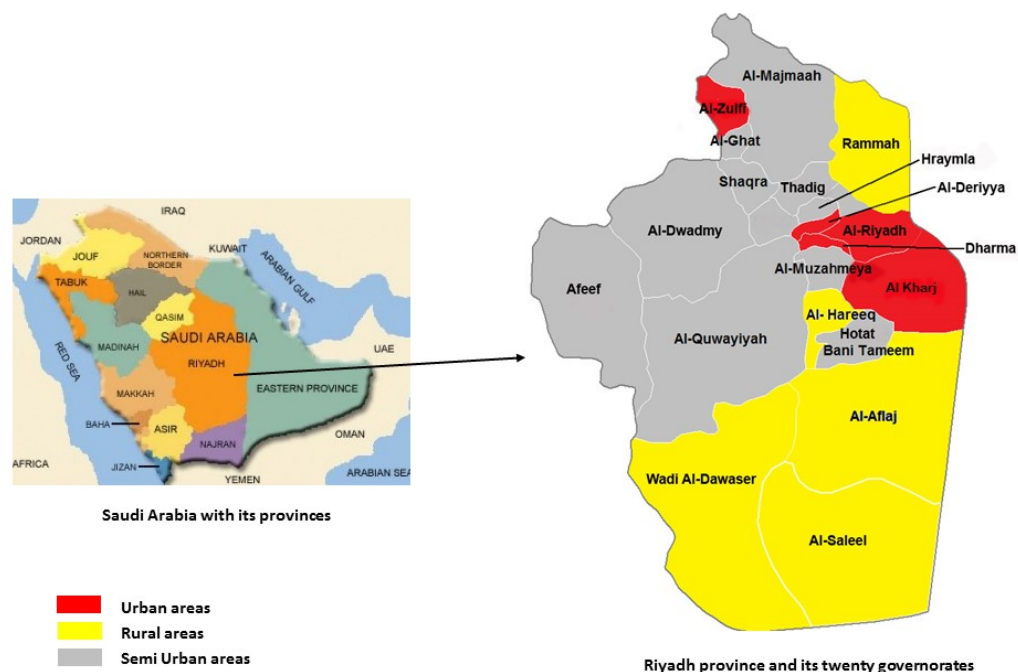 IRAQ
JORDAN
JOUF
KUWAIT
NORTHERN
BORDER
ARABIAN GULF
TABUK
HAIL
QASIM
SAUDI ARABIA
MADINAH
RIYADH
UAE
RED SEA
EASTERN PROVINCE
MAKKAH
BAHA
ASIR
OMAN
NAJRAN
AFRICA
JIZAN
YEMEN
ARABIAN SEA
Saudi Arabia with its provinces
Urban areas
Rural areas
Semi Urban areas
Al-Majmaah
Al-Zulfi
Al-Ghat
Rammah
Hraymla
Shaqra
Thadig
Al-Deriyya
Al-Dwadmy
Al-Riyadh
Dharma
Al-Muzahmeya
Afeef
Al Kharj
Al- Hareeq
Al-Quwayiyah
Hotat
Bani Tameem
Al-Aflaj
Wadi Al-Dawaser
Al-Saleel
Riyadh province and its twenty governorates